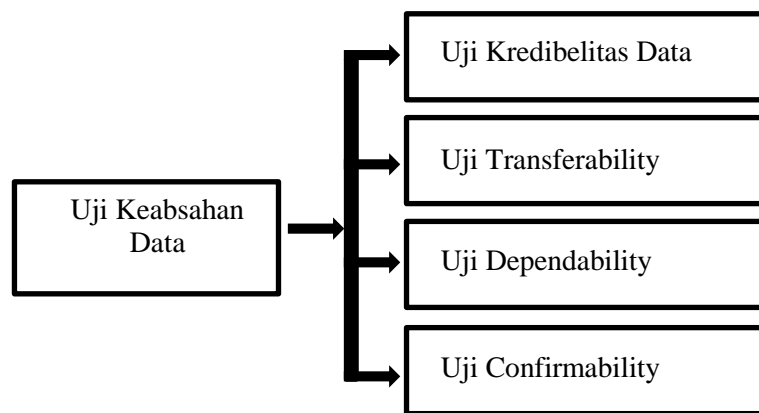 Uji Keabsahan
Data
Uji Kredibelitas Data
Uji Transferability
Uji Dependability
Uji Confirmability